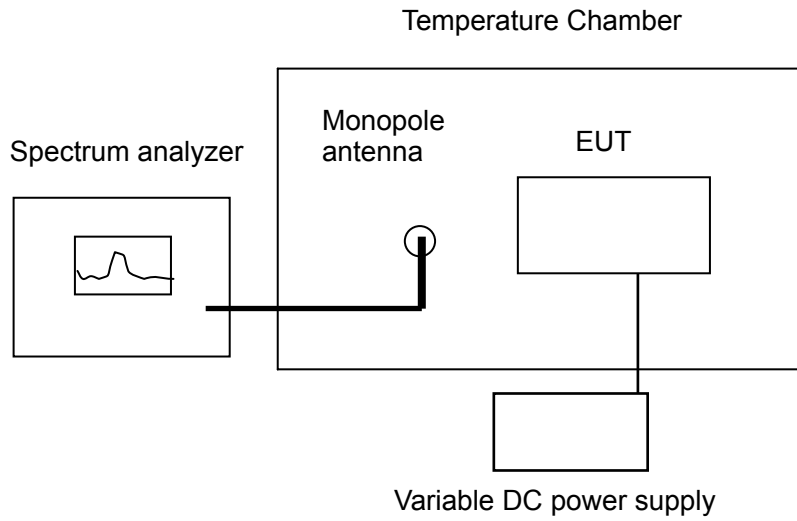 Temperature Chamber
Monopole
antenna
EUT
Spectrum analyzer
Variable DC power supply